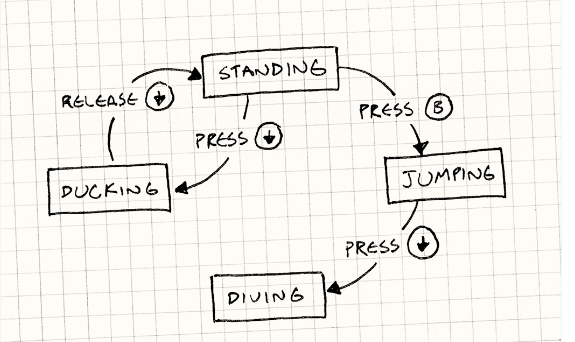 STANDING
RELEASE ↓
PRESS B
PRESS ↓
DUCKING
JUMPING
PRESS ↓
DIVING